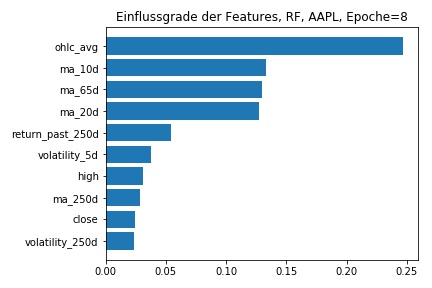 Einflussgrade der Features, RF, AAPL, Epoche=8
ohlc_avg
ma_10d
ma_65d
ma_20d
return_past_250d
volatility_5d
high
ma_250d
close
volatility_250d
0.00 0.05 0.10 0.15 0.20 0.25